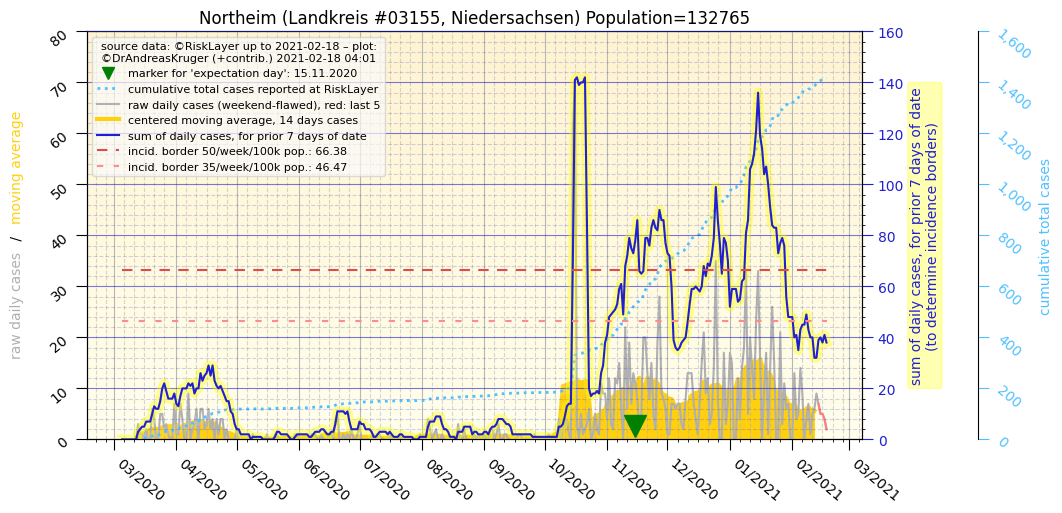 Northeim (Landkreis #03155, Niedersachsen) Population=132765
source data: ©RiskLayer up to 2021-02-18 – plot:
©DrAndreasKruger (+contrib.) 2021-02-18 04:01
marker for 'expectation day': 15.11.2020
cumulative total cases reported at RiskLayer
raw daily cases (weekend-flawed), red: last 5
centered moving average, 14 days cases
sum of daily cases, for prior 7 days of date
incid. border 50/week/100k pop.: 66.38
incid. border 35/week/100k pop.: 46.47
raw daily cases / moving average
80
70
60
50
40
30
20
10
0
03/2020
04/2020
05/2020
06/2020
07/2020
08/2020
09/2020
10/2020
11/2020
12/2020
01/2021
02/2021
03/2021
160
140
120
100
80
60
40
20
0
sum of daily cases, for prior 7 days of date
(to determine incidence borders)
1,600
1,400
1,200
1,000
800
600
400
200
0
cumulative total cases